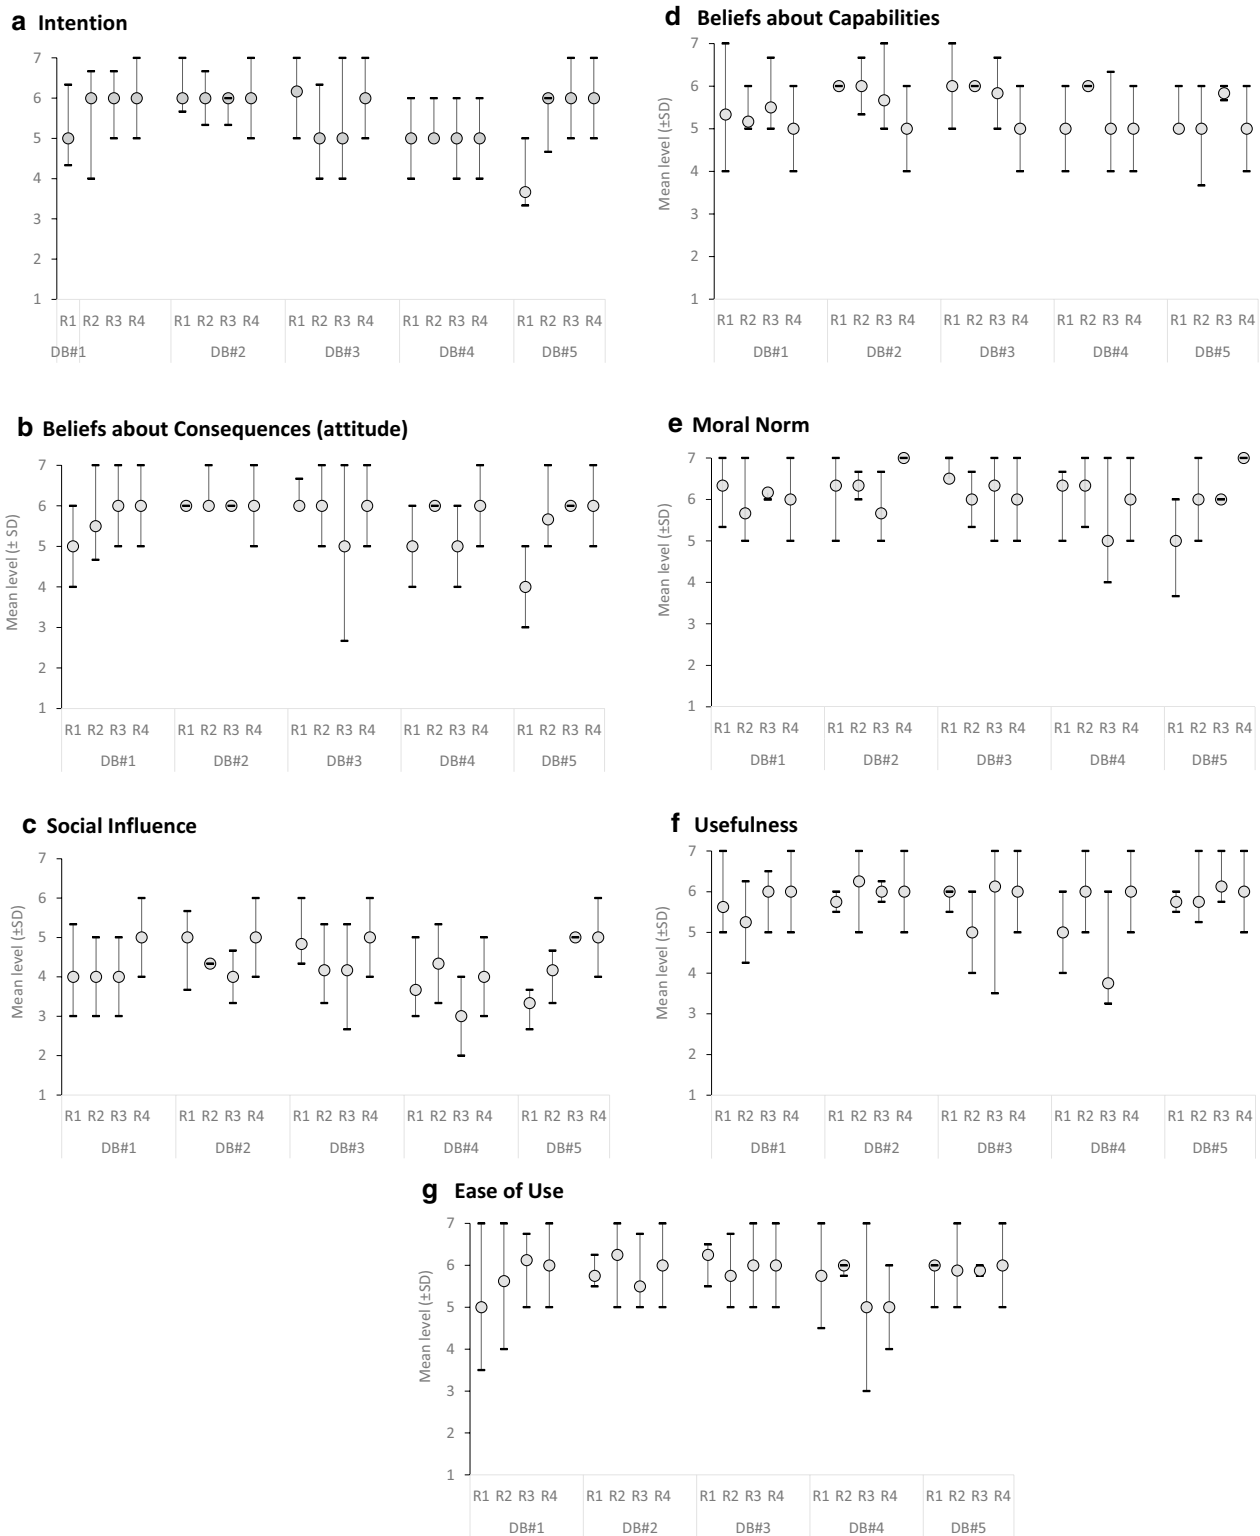 a Intention
7
6
5
4
3
2
1
R1 R2 R3 R4 R1 R2 R3 R4 R1 R2 R3 R4 R1 R2 R3 R4 R1 R2 R3 R4
DB#1 DB#2 DB#3 DB#4 DB#5
d Beliefs about Capabilities
Mean level (±SD)
7
6
5
4
3
2
1
R1 R2 R3 R4 R1 R2 R3 R4 R1 R2 R3 R4 R1 R2 R3 R4 R1 R2 R3 R4
DB#1 DB#2 DB#3 DB#4 DB#5
b Beliefs about Consequences (attitude)
Mean level (± SD)
7
6
5
4
3
2
1
R1 R2 R3 R4 R1 R2 R3 R4 R1 R2 R3 R4 R1 R2 R3 R4 R1 R2 R3 R4
DB#1 DB#2 DB#3 DB#4 DB#5
e Moral Norm
Mean level (±SD)
7
6
5
4
3
2
1
R1 R2 R3 R4 R1 R2 R3 R4 R1 R2 R3 R4 R1 R2 R3 R4 R1 R2 R3 R4
DB#1 DB#2 DB#3 DB#4 DB#5
c Social Influence
Mean level (±SD)
7
6
5
4
3
2
1
R1 R2 R3 R4 R1 R2 R3 R4 R1 R2 R3 R4 R1 R2 R3 R4 R1 R2 R3 R4
DB#1 DB#2 DB#3 DB#4 DB#5
f Usefulness
Mean level (±SD)
7
6
5
4
3
2
1
R1 R2 R3 R4 R1 R2 R3 R4 R1 R2 R3 R4 R1 R2 R3 R4 R1 R2 R3 R4
DB#1 DB#2 DB#3 DB#4 DB#5
g Ease of Use
Mean level (±SD)
7
6
5
4
3
2
1
R1 R2 R3 R4 R1 R2 R3 R4 R1 R2 R3 R4 R1 R2 R3 R4 R1 R2 R3 R4
DB#1 DB#2 DB#3 DB#4 DB#5